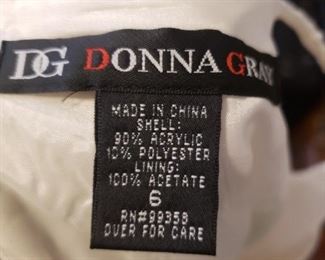 DG DONNA GRAY
MADE IN CHINA
SHELL:
90% ACRYLIC
10% POLYESTER
LINING:
100% ACETATE
6
RN#99353
OVER FOR CARE